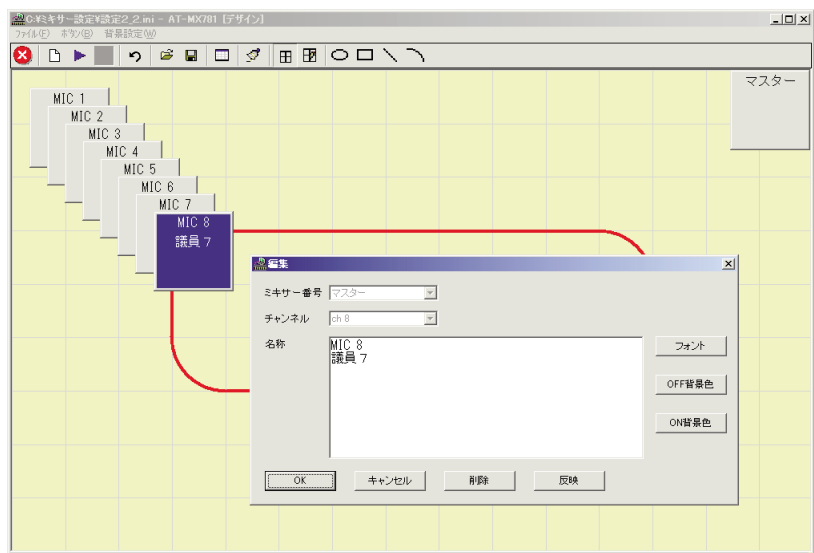 C:¥ミキサー設定¥設定2_2.ini - AT-MX781 [デザイン]
ファイル(F) ボタン(B) 背景設定(W)
マスター
MIC 1
MIC 2
MIC 3
MIC 4
MIC 5
MIC 6
MIC 7
MIC 8
議員 7
編集
ミキサー番号 マスター
チャンネル ch 8
名称 MIC 8
議員 7
フォント
OFF背景色
ON背景色
OK キャンセル 削除 反映